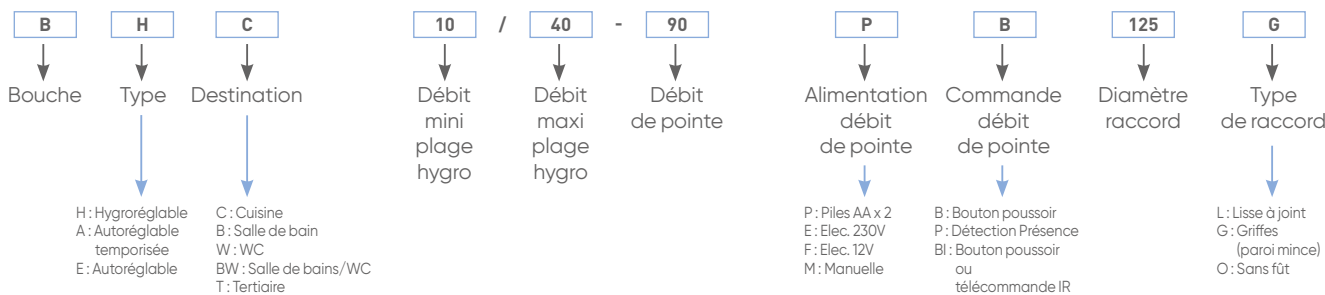 B H C 10 / 40 - 90 P B 125 G
Bouche
Type
Destination
Débit
mini
plage
hygro
Débit
maxi
plage
hygro
Débit
de pointe
Alimentation
débit
de pointe
Commande
débit
de pointe
Diamètre
raccord
Type
de raccord
H : Hygroréglable
A : Autoréglable
temporisée
E : Autoréglable
C : Cuisine
B : Salle de bain
W : WC
BW : Salle de bains/WC
T : Tertiaire
P : Piles AA x 2
E : Elec. 230V
F : Elec. 12V
M : Manuelle
B : Bouton poussoir
P : Détection Présence
BI : Bouton poussoir
ou
télécommande IR
L : Lisse à joint
G : Griffes
(paroi mince)
O : Sans fût